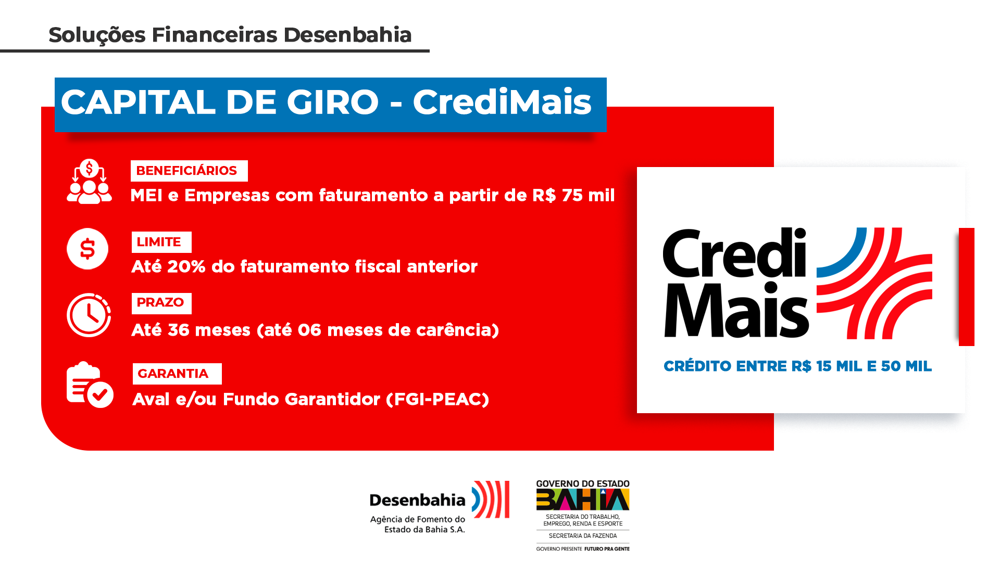 Soluções Financeiras Desenbahia
CAPITAL DE GIRO - CrediMais
BENEFICIÁRIOS
MEI e Empresas com faturamento a partir de R$ 75 mil
LIMITE
Até 20% do faturamento fiscal anterior
PRAZO
Até 36 meses (até 06 meses de carência)
GARANTIA
Aval e/ou Fundo Garantidor (FGI-PEAC)
Credi
Mais
CRÉDITO ENTRE R$ 15 MIL E 50 MIL
Desenbahia
Agência de Fomento do
Estado da Bahia S.A.
GOVERNO DO ESTADO
BAHIA
SECRETARIA DO TRABALHO,
EMPREGO, RENDA E ESPORTE
SECRETARIA DA FAZENDA
GOVERNO PRESENTE FUTURO PRA GENTE